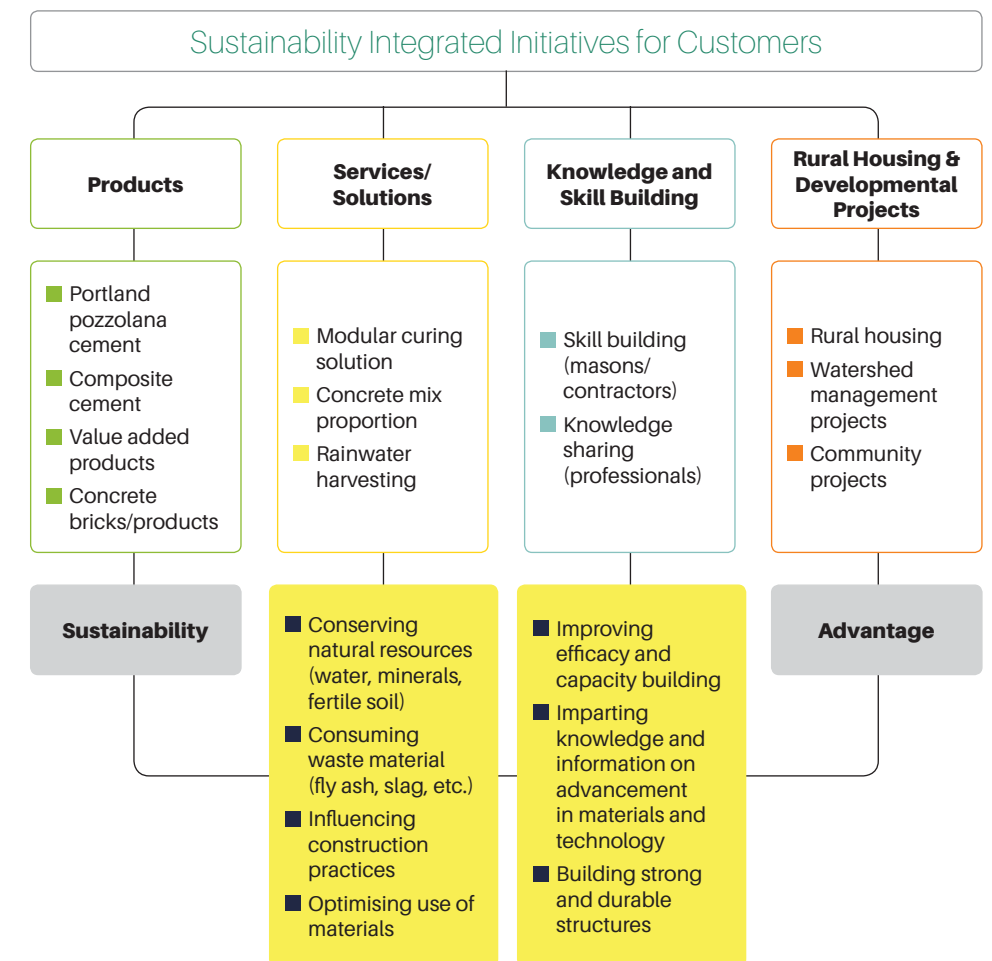 Sustainability Integrated Initiatives for Customers
Products
Services/
Solutions
Knowledge and
Skill Building
Rural Housing &
Developmental
Projects
Portland
pozzolana
cement
Composite
cement
Value added
products
Concrete
bricks/products
Modular curing
solution
Concrete mix
proportion
Rainwater
harvesting
Skill building
(masons/
contractors)
Knowledge
sharing
(professionals)
Rural housing
Watershed
management
projects
Community
projects
Sustainability
Conserving
natural resources
(water, minerals,
fertile soil)
Consuming
waste material
(fly ash, slag, etc.)
Influencing
construction
practices
Optimising use of
materials
Improving
efficacy and
capacity building
Imparting
knowledge and
information on
advancement
in materials and
technology
Building strong
and durable
structures
Advantage